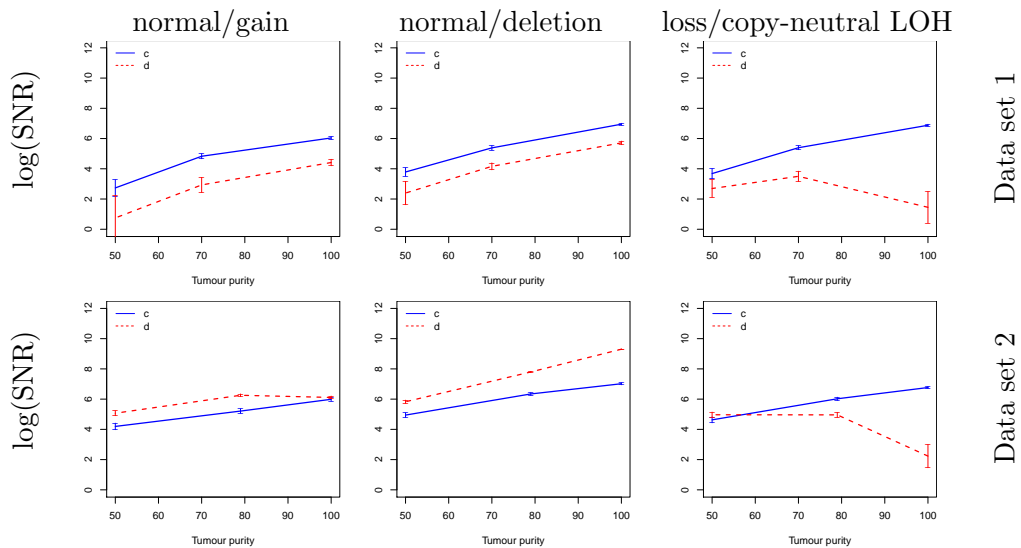 normal/gain
normal/deletion
loss/copy-neutral LOH
log(SNR)
c
d
0 2 4 6 8 10 12
50 60 70 80 90 100
Tumour purity
c
d
0 2 4 6 8 10 12
50 60 70 80 90 100
Tumour purity
c
d
0 2 4 6 8 10 12
50 60 70 80 90 100
Tumour purity
Data set 1
log(SNR)
c
d
0 2 4 6 8 10 12
50 60 70 80 90 100
Tumour purity
c
d
0 2 4 6 8 10 12
50 60 70 80 90 100
Tumour purity
c
d
0 2 4 6 8 10 12
50 60 70 80 90 100
Tumour purity
Data set 2